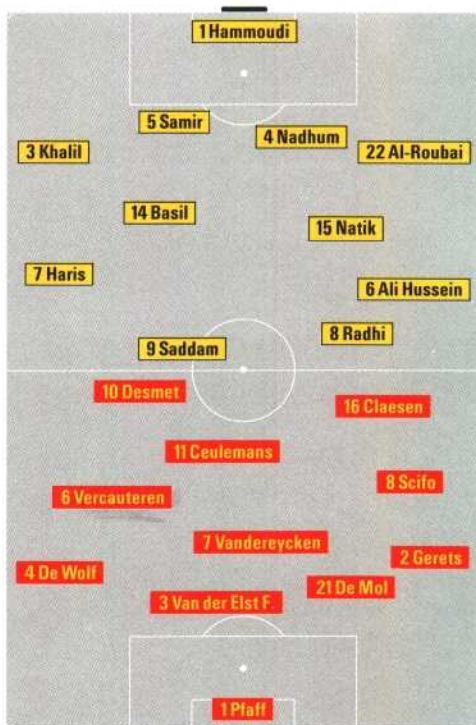 1 Hammoudi
5 Samir
4 Nadhum
3 Khalil
22 Al-Roubai
14 Basil
15 Natik
7 Haris
6 Ali Hussein
8 Radhi
9 Saddam
10 Desmet
16 Claesen
11 Ceulemans
8 Scifo
6 Vercauteren
7 Vandereycken
2 Gerets
4 De Wolf
21 De Mol
3 Van der Elst F.
1 Pfaff